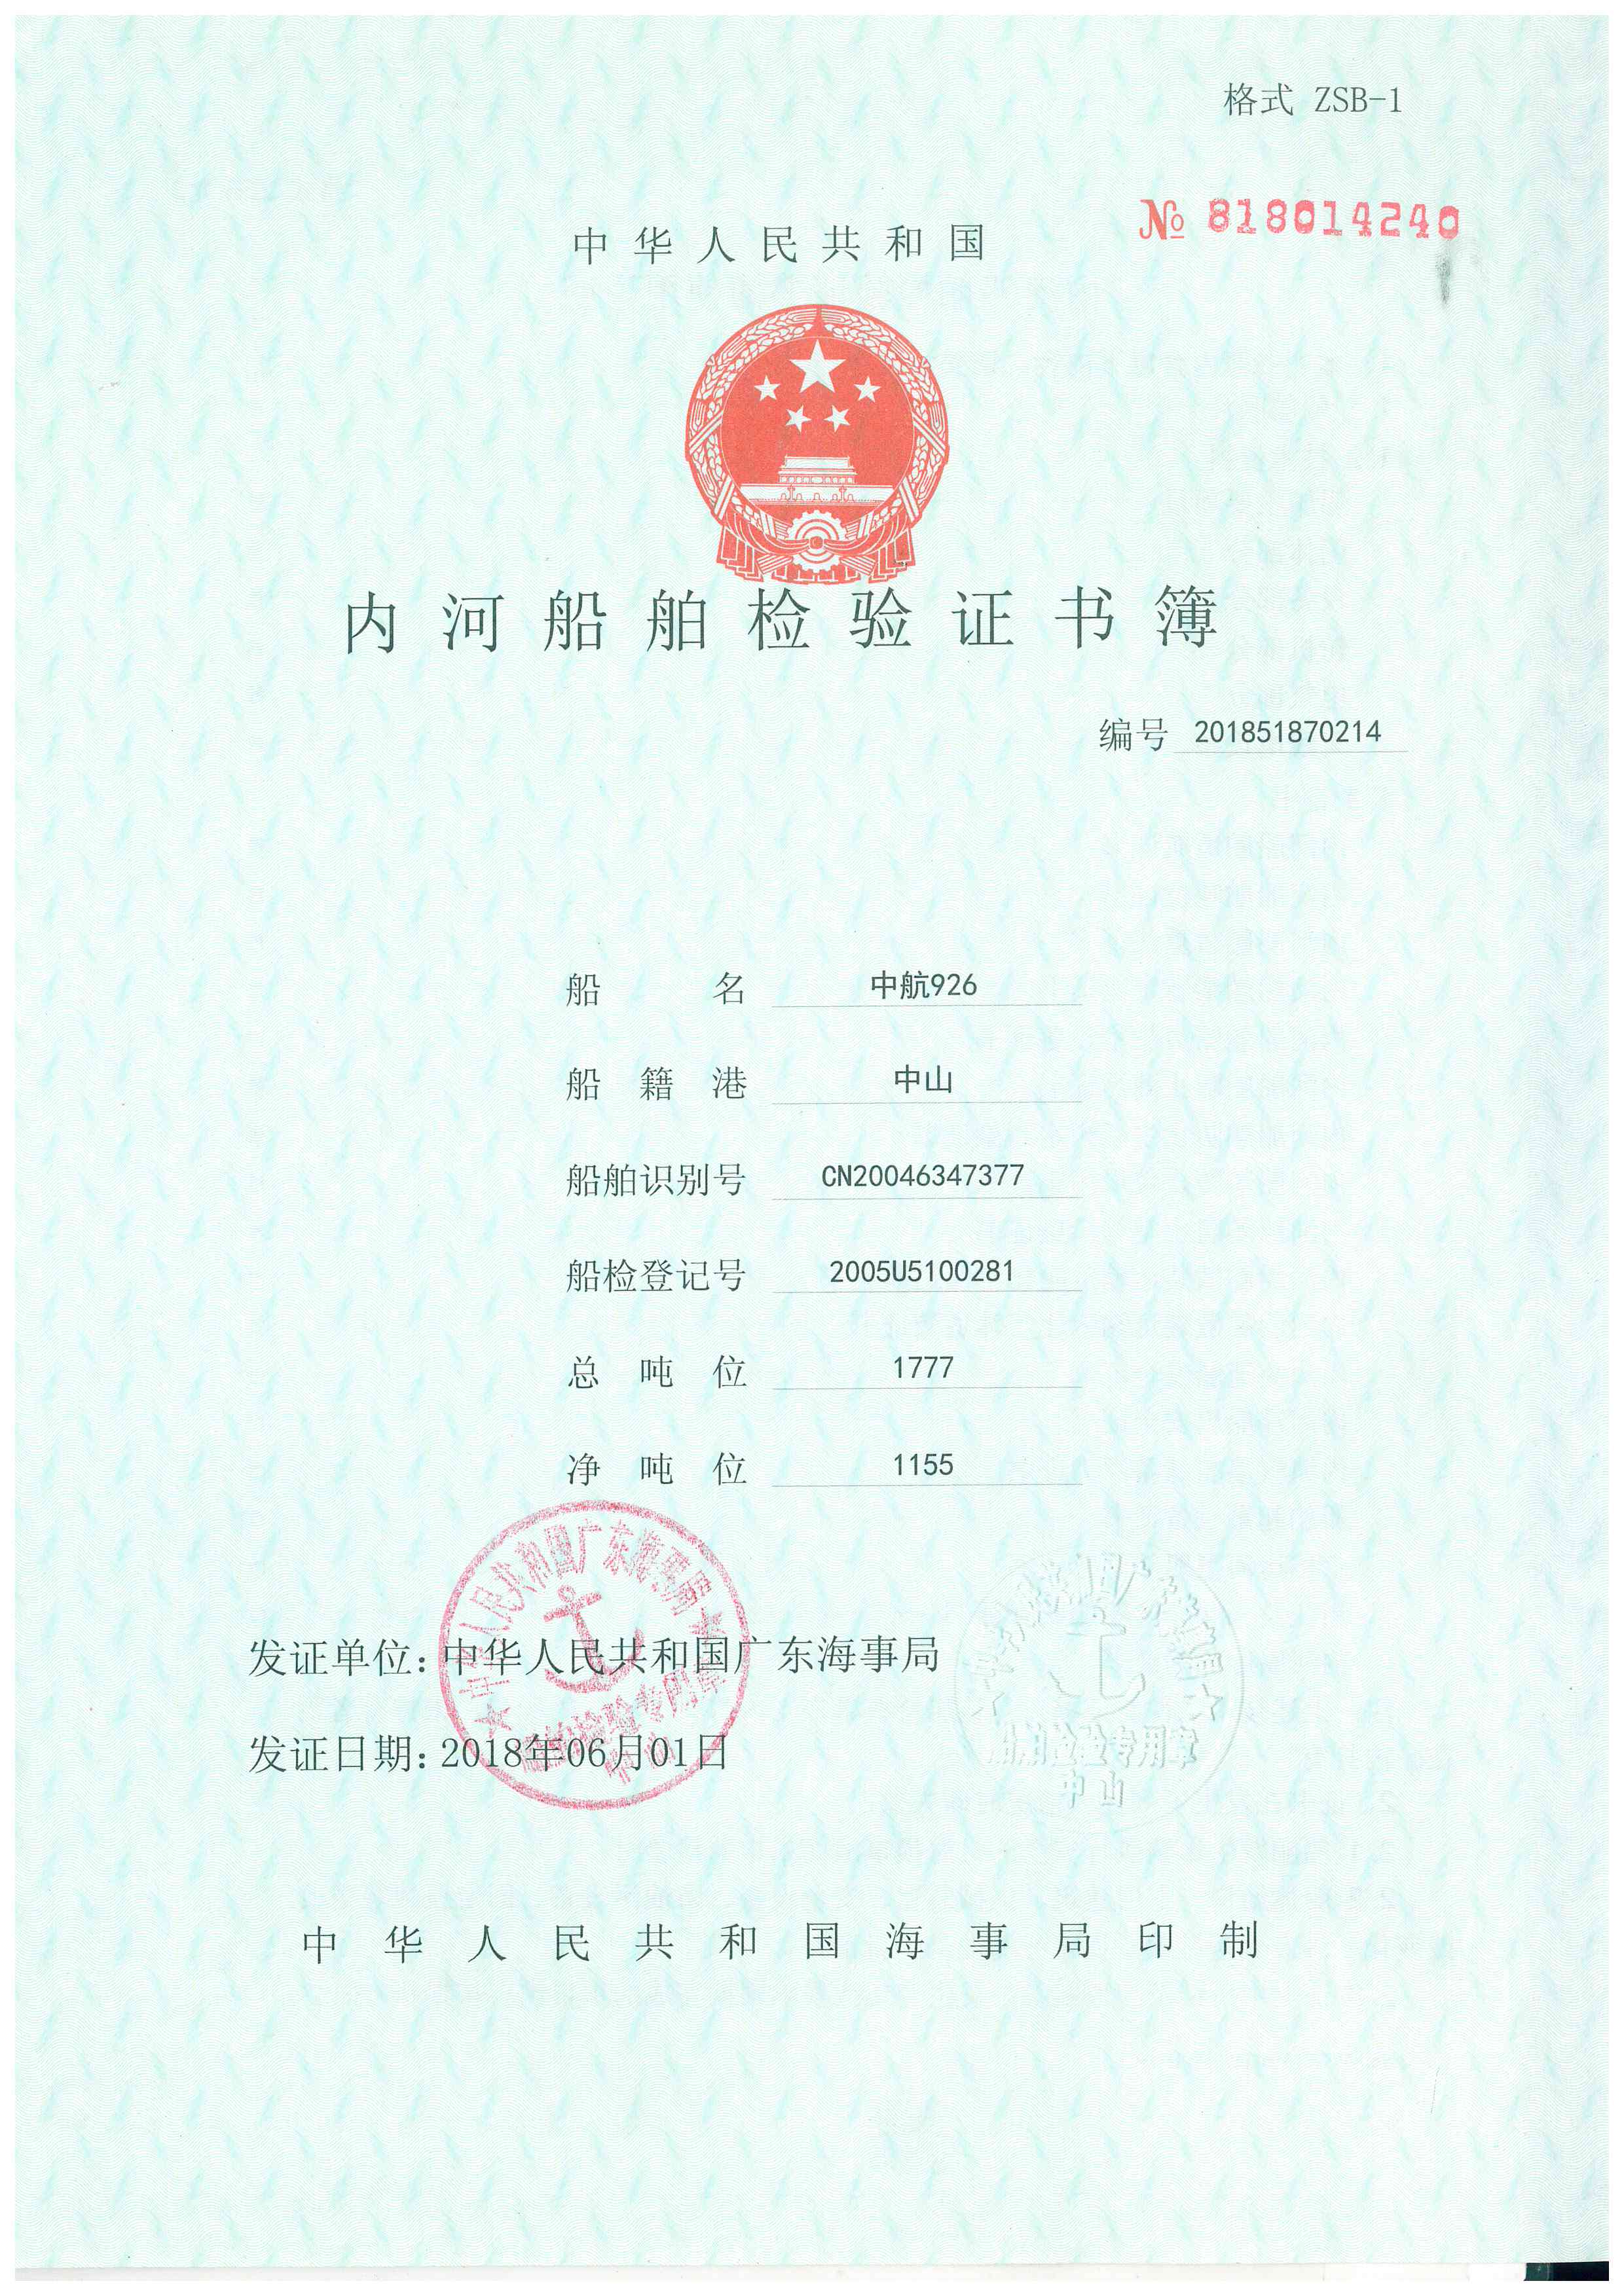 格式 ZSB-1
№ 818014240
中华人民共和国
内河船舶检验证书簿
编号 201851870214
船名 中航926
船籍港 中山
船舶识别号 CN20046347377
船检登记号 2005U5100281
总吨位 1777
净吨位 1155
中华人民共和国广东海事局
船舶检验专用章
中华人民共和国广东海事局
船舶检验专用章
中山
发证单位：中华人民共和国广东海事局
发证日期：2018年06月01日
中华人民共和国海事局印制